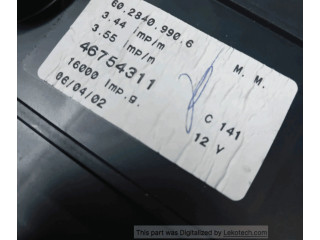 60.2840.990.6
3.44 imp/m
3.55 imp/m
46754311
16000 Imp.g.
06/04/02
M. M.
C 141
12 V
This part was Digitalized by Lekotech.com